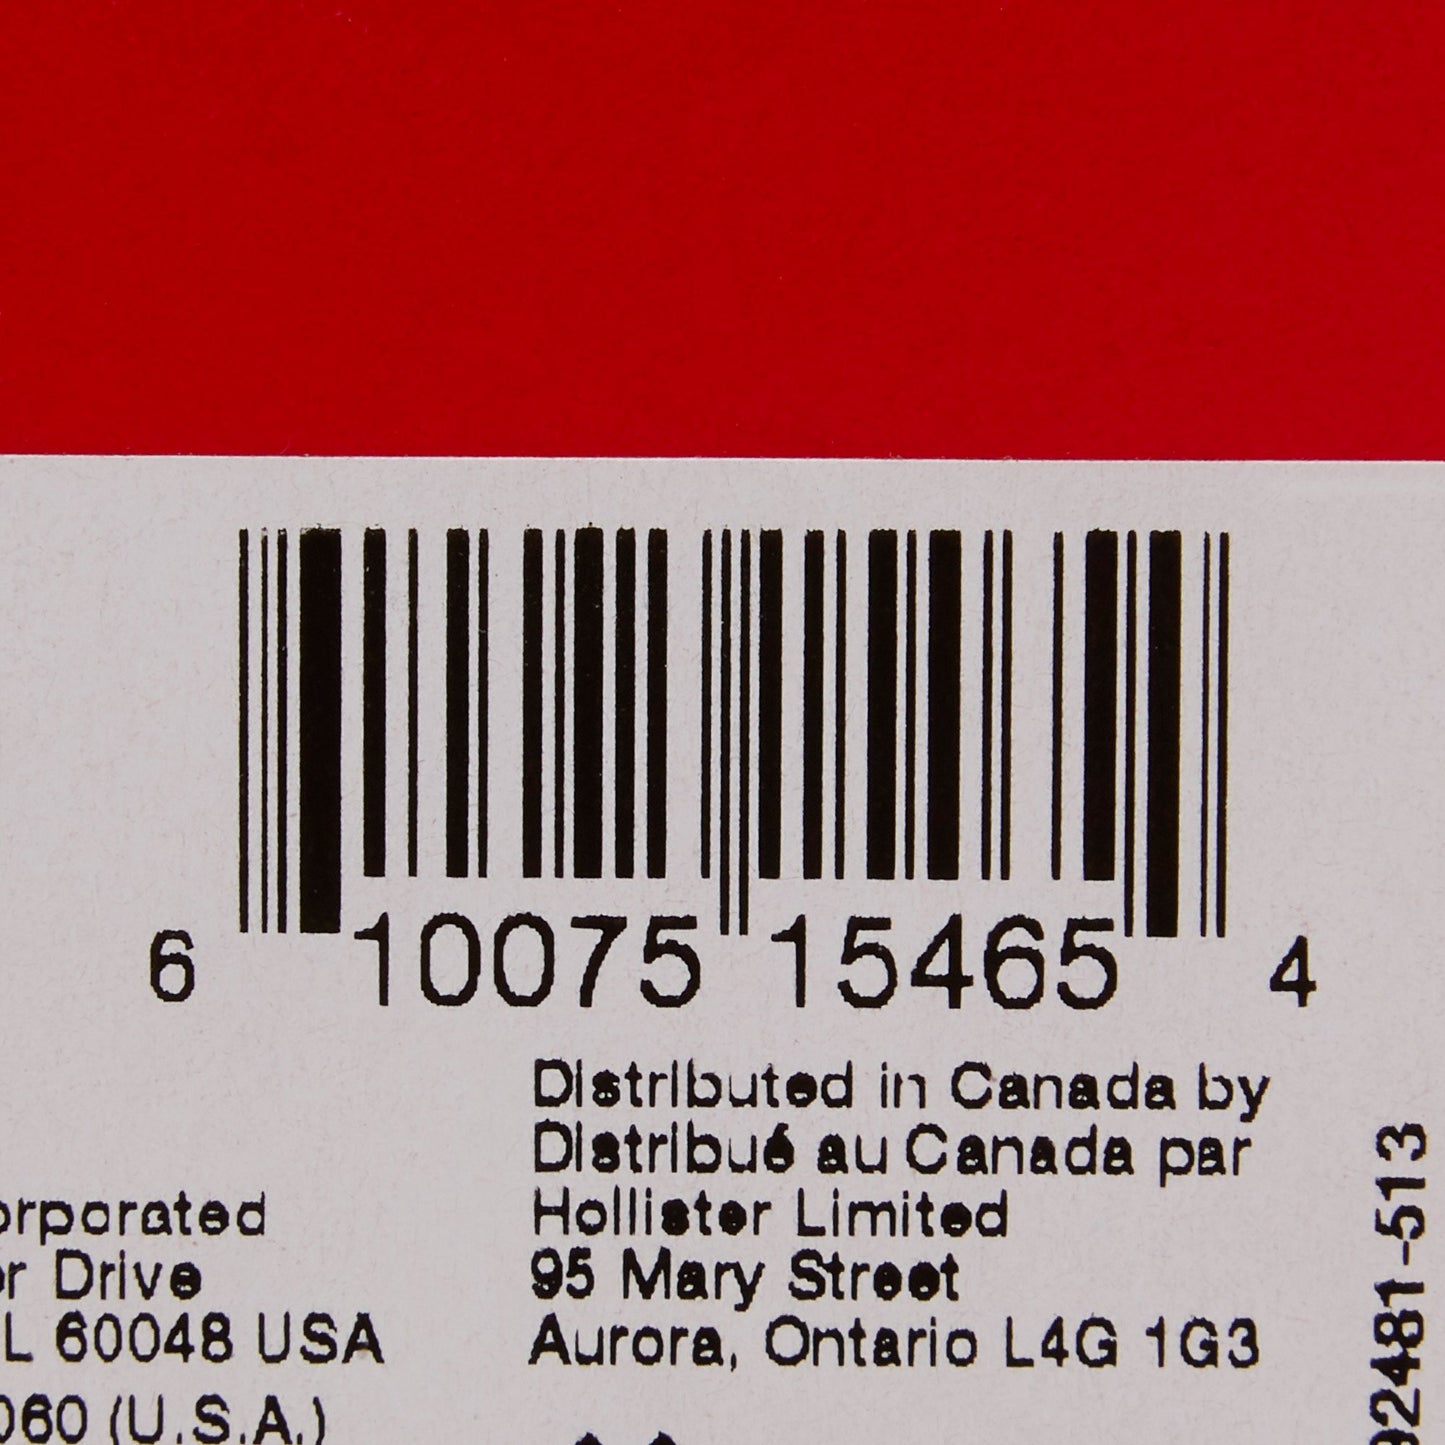 6 10075 15465 4
Distributed in Canada by
Distribué au Canada par
Hollister Limited
95 Mary Street
Aurora, Ontario L4G 1G3
orporated
r Drive
L 60048 USA
060 (U.S.A.)
92481-513